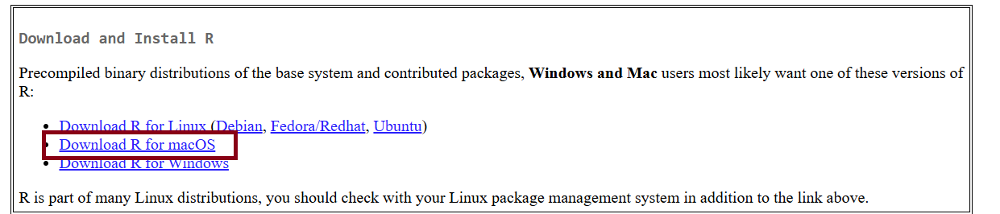 Download and Install R
Precompiled binary distributions of the base system and contributed packages, Windows and Mac users most likely want one of these versions of
R:
• Download R for Linux (Debian, Fedora/Redhat, Ubuntu)
• Download R for macOS
• Download R for Windows
R is part of many Linux distributions, you should check with your Linux package management system in addition to the link above.